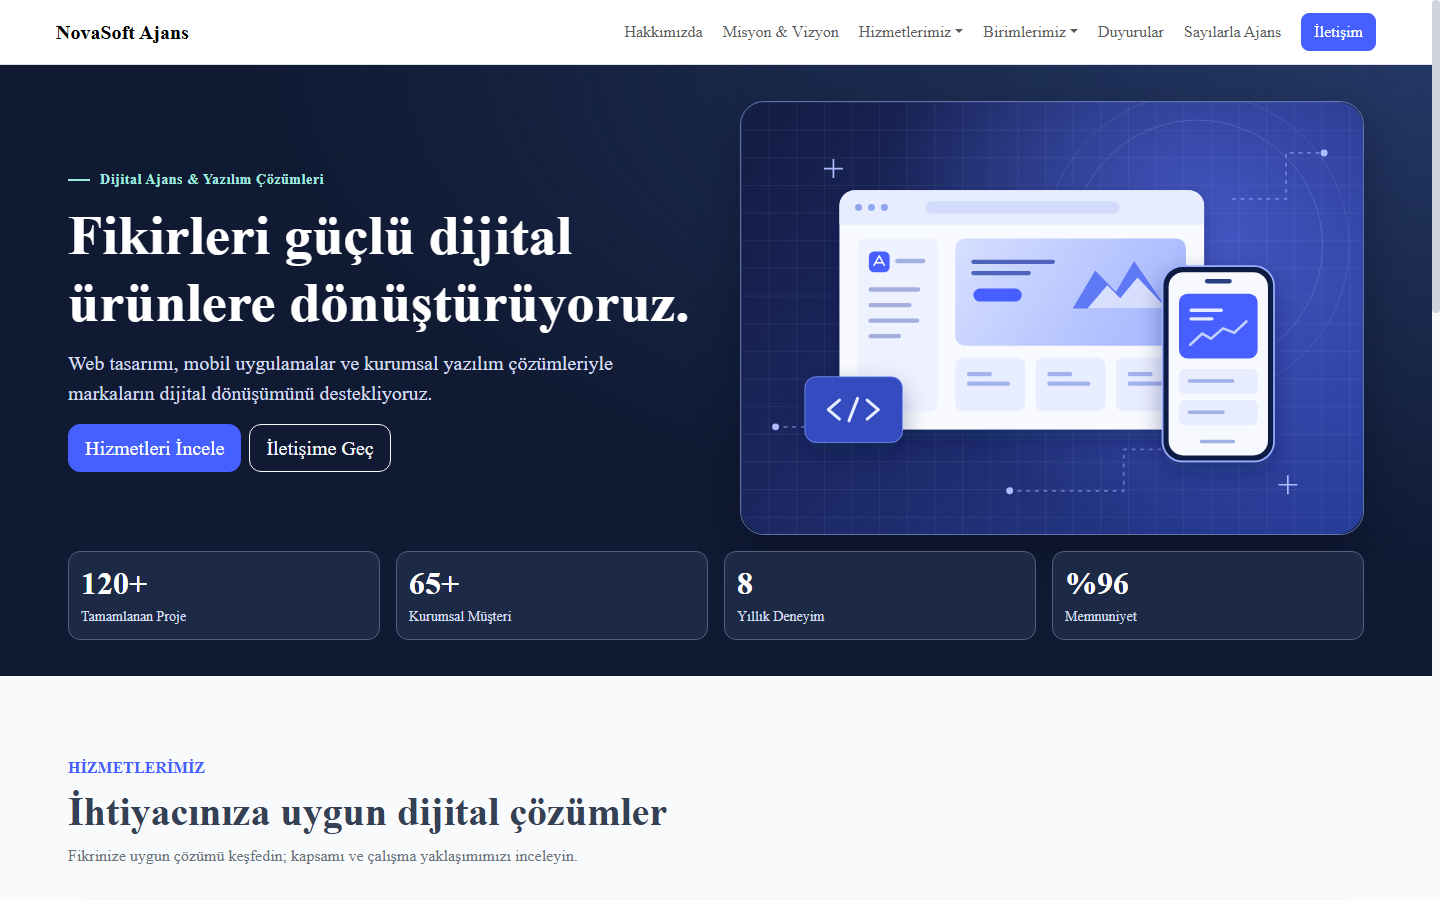 NovaSoft Ajans
Hakkımızda
Misyon & Vizyon
Hizmetlerimiz
Birimlerimiz
Duyurular
Sayılarla Ajans
İletişim
Dijital Ajans & Yazılım Çözümleri
Fikirleri güçlü dijital
ürünlere dönüştürüyoruz.
Web tasarımı, mobil uygulamalar ve kurumsal yazılım çözümleriyle
markaların dijital dönüşümünü destekliyoruz.
Hizmetleri İncele
İletişime Geç
A
</>
120+
Tamamlanan Proje
65+
Kurumsal Müşteri
8
Yıllık Deneyim
%96
Memnuniyet
HİZMETLERİMİZ
İhtiyacınıza uygun dijital çözümler
Fikrinize uygun çözümü keşfedin; kapsamı ve çalışma yaklaşımımızı inceleyin.